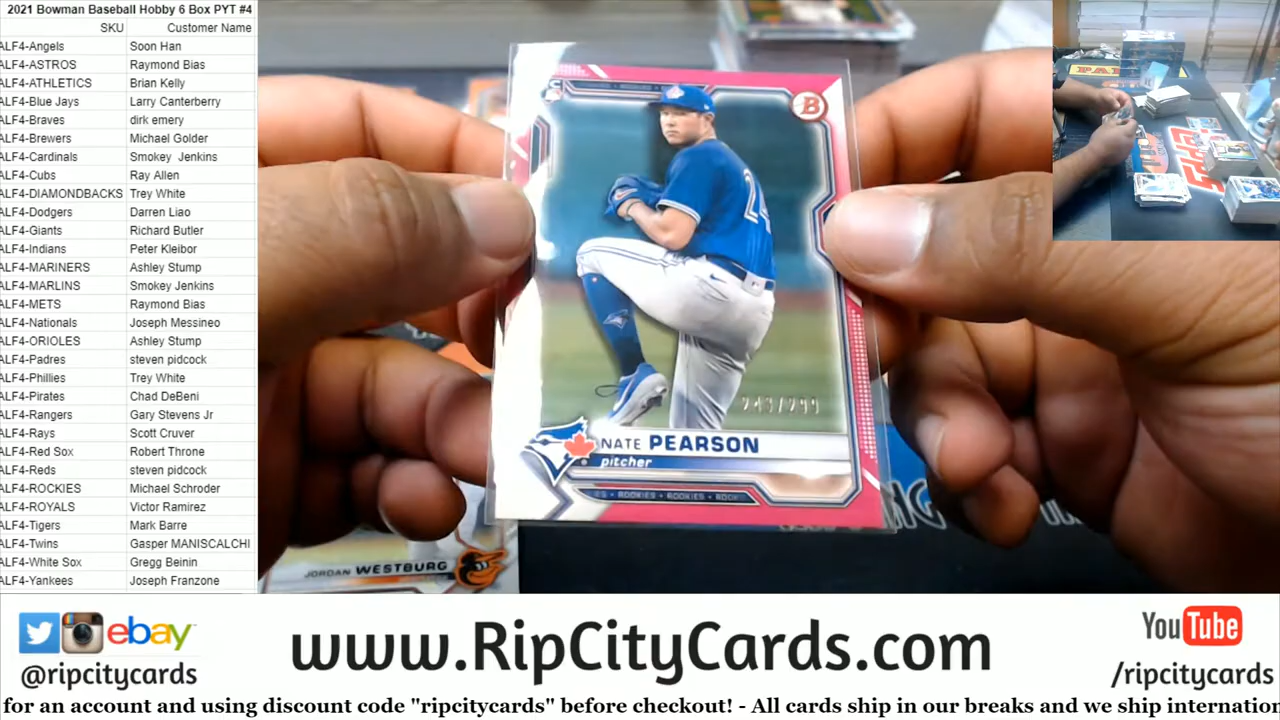 2021 Bowman Baseball Hobby 6 Box PYT #4
SKU Customer Name
ALF4-Angels Soon Han
ALF4-ASTROS Raymond Bias
ALF4-ATHLETICS Brian Kelly
ALF4-Blue Jays Larry Canterberry
ALF4-Braves dirk emery
ALF4-Brewers Michael Golder
ALF4-Cardinals Smokey Jenkins
ALF4-Cubs Ray Allen
ALF4-DIAMONDBACKS Trey White
ALF4-Dodgers Darren Liao
ALF4-Giants Richard Butler
ALF4-Indians Peter Kleibor
ALF4-MARINERS Ashley Stump
ALF4-MARLINS Smokey Jenkins
ALF4-METS Raymond Bias
ALF4-Nationals Joseph Messineo
ALF4-ORIOLES Ashley Stump
ALF4-Padres steven pidcock
ALF4-Phillies Trey White
ALF4-Pirates Chad DeBeni
ALF4-Rangers Gary Stevens Jr
ALF4-Rays Scott Cruver
ALF4-Red Sox Robert Throne
ALF4-Reds steven pidcock
ALF4-ROCKIES Michael Schroder
ALF4-ROYALS Victor Ramirez
ALF4-Tigers Mark Barre
ALF4-Twins Gasper MANISCALCHI
ALF4-White Sox Gregg Beinin
ALF4-Yankees Joseph Franzone
B
NATE PEARSON
pitcher
ES • ROOKIES • ROOKIES • ROOK
JORDAN WESTBURG
ebay
@ripcitycards
www.RipCityCards.com
YouTube
/ripcitycards
for an account and using discount code "ripcitycards" before checkout! - All cards ship in our breaks and we ship internation